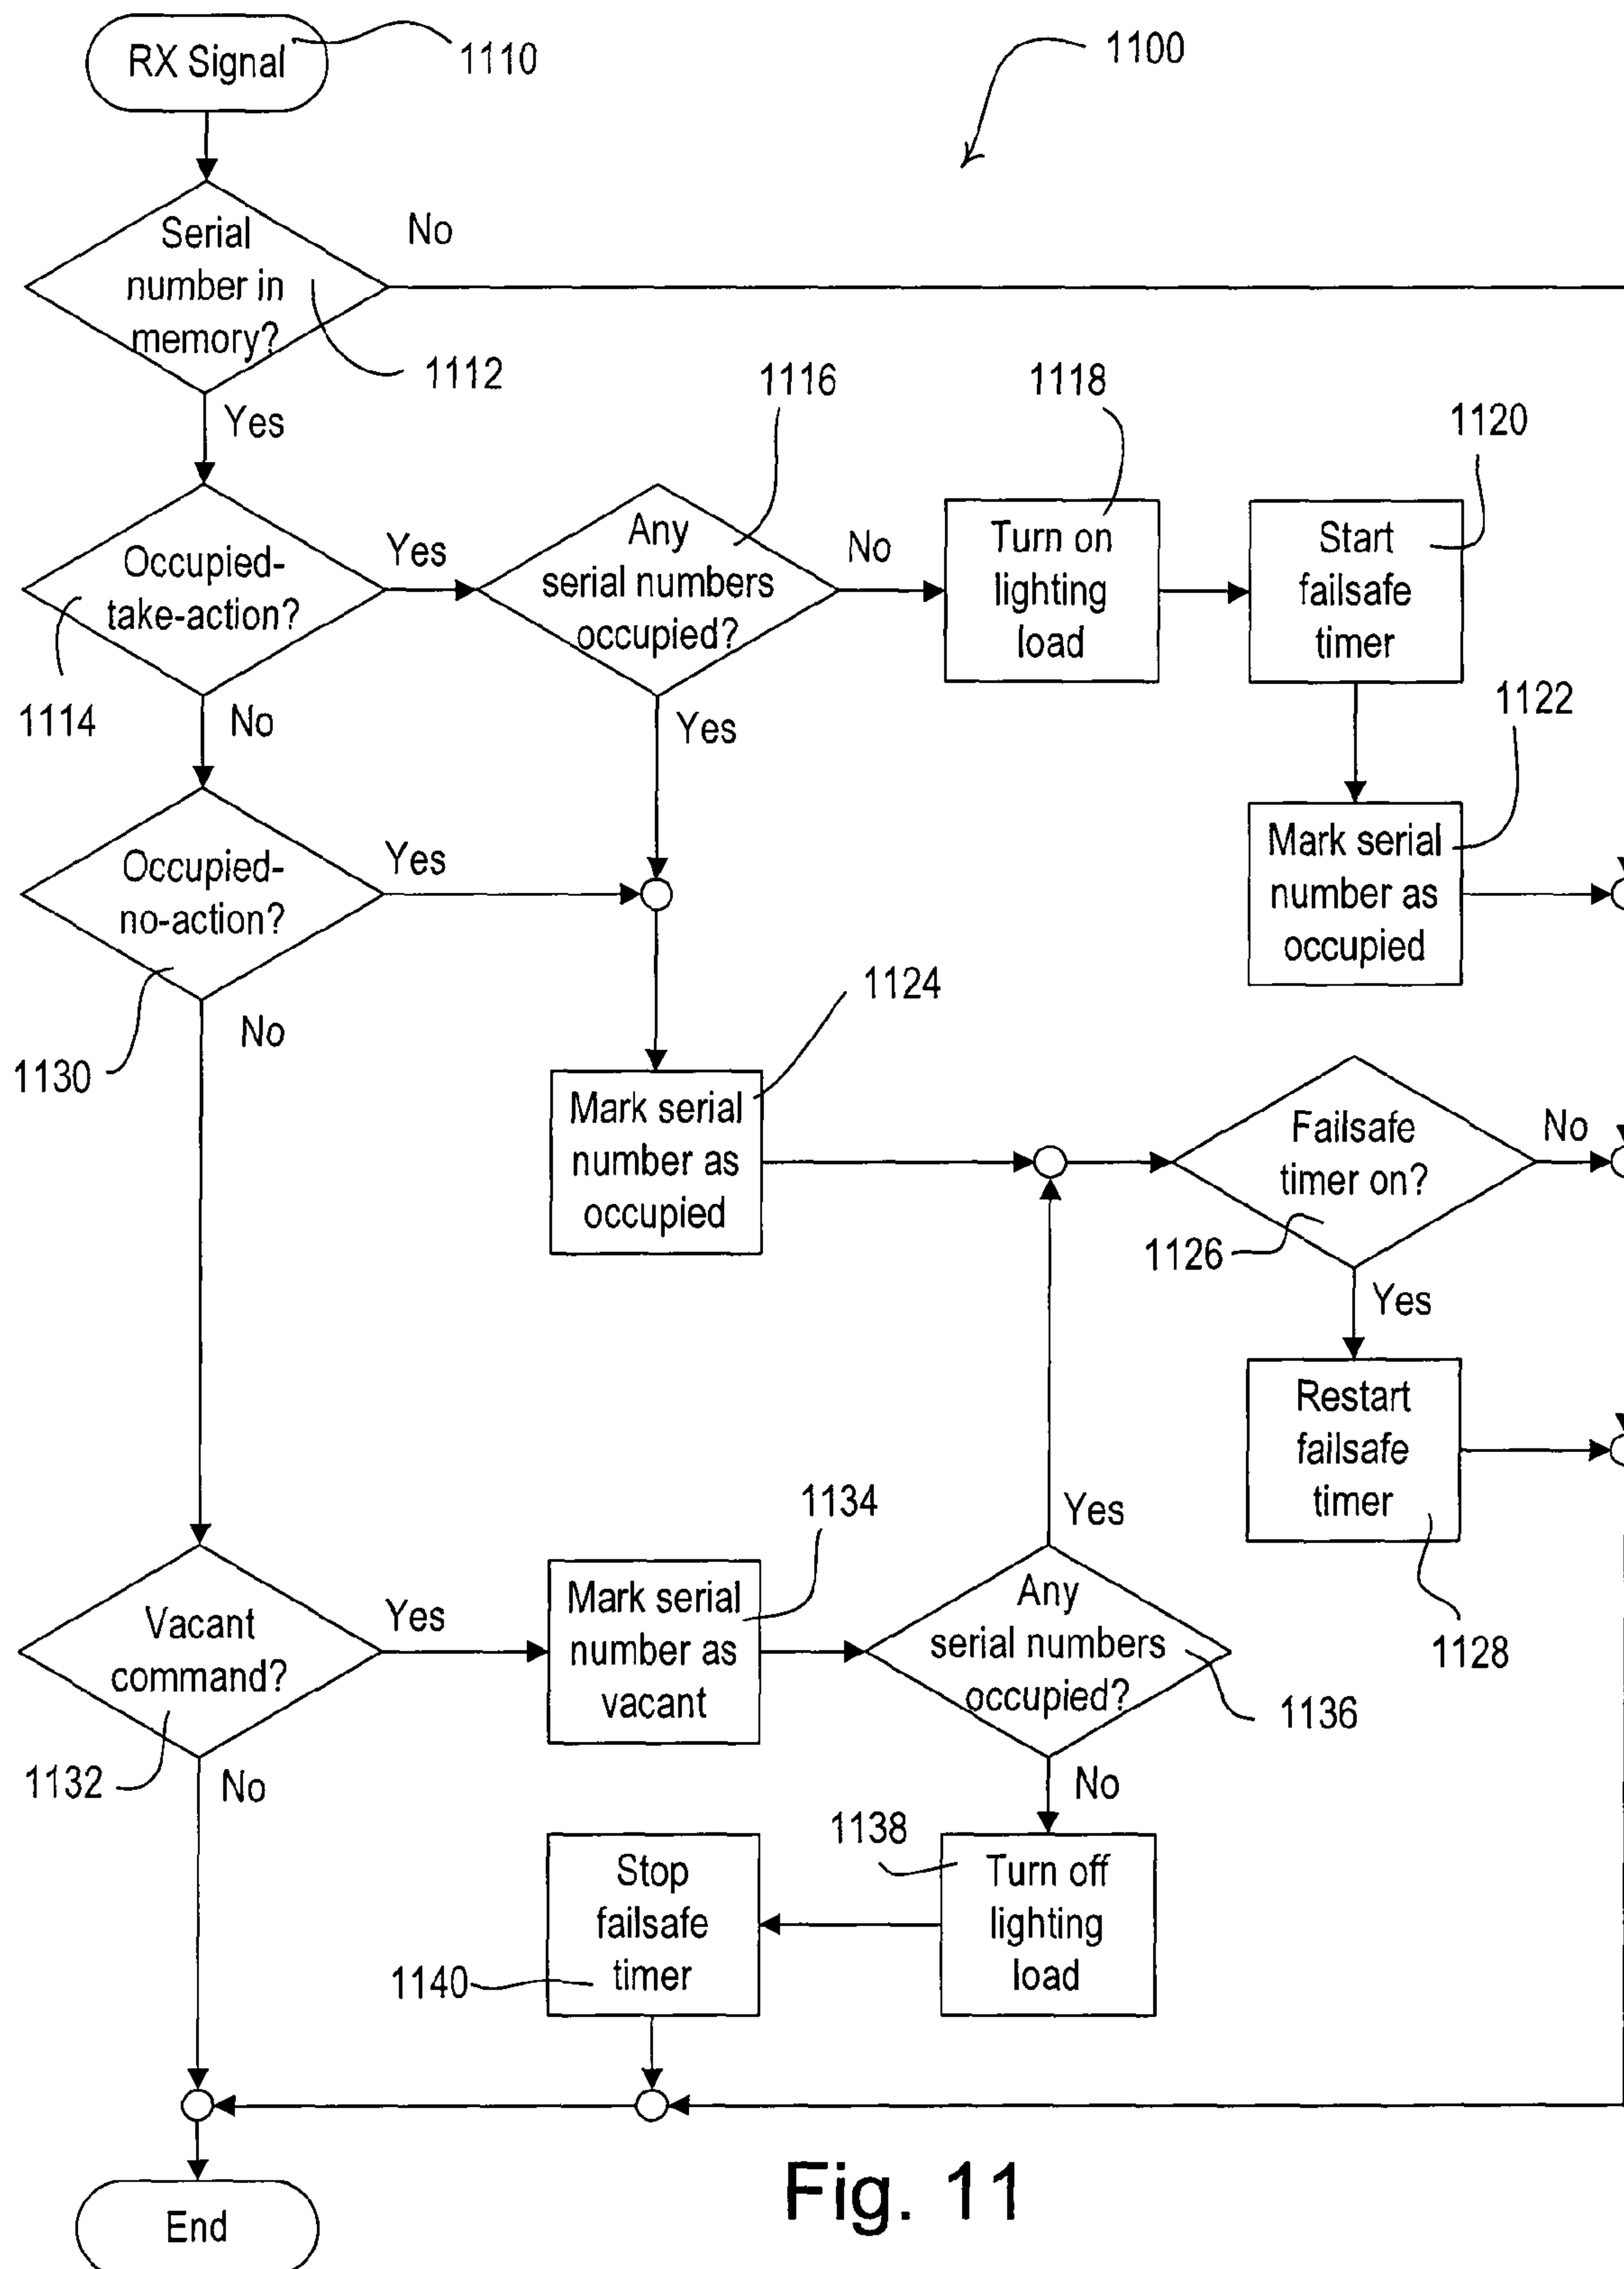 RX Signal
1110
1100
Serial
number in
memory?
No
1112
Yes
1116
1118
1120
Occupied-
take-action?
Yes
Any
serial numbers
occupied?
No
Turn on
lighting
load
Start
failsafe
timer
1114
No
Yes
1122
Occupied-
no-action?
Yes
Mark serial
number as
occupied
1130
No
1124
Mark serial
number as
occupied
Failsafe
timer on?
No
1126
Yes
Restart
failsafe
timer
1128
1134
Yes
Vacant
command?
Yes
Mark serial
number as
vacant
Any
serial numbers
occupied?
1136
1132
No
No
1138
Stop
failsafe
timer
1140
Turn off
lighting
load
End
Fig. 11